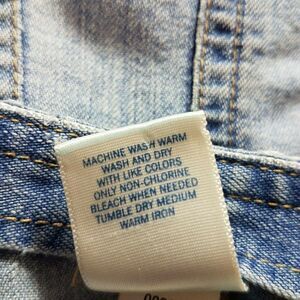 MACHINE WASH WARM
WASH AND DRY
WITH LIKE COLORS
ONLY NON-CHLORINE
BLEACH WHEN NEEDED
TUMBLE DRY MEDIUM
WARM IRON